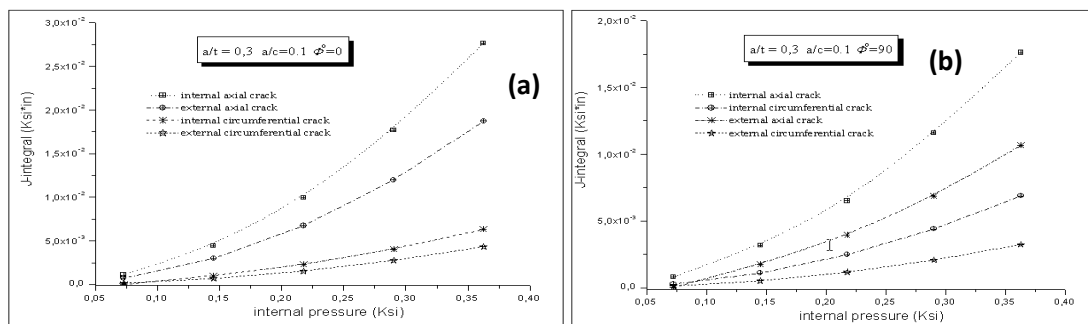 3,0x10⁻²
2,5x10⁻²
2,0x10⁻²
1,5x10⁻²
1,0x10⁻²
5,0x10⁻³
0,0
J-integral (Ksi*in)
a/t = 0,3 a/c=0.1 Φ°=0
(a)
internal axial crack
external axial crack
internal circumferential crack
external circumferential crack
0,05 0,10 0,15 0,20 0,25 0,30 0,35 0,40
internal pressure (Ksi)
2,0x10⁻²
1,5x10⁻²
1,0x10⁻²
5,0x10⁻³
0,0
J-integral (Ksi*in)
a/t = 0,3 a/c=0.1 Φ°=90
(b)
internal axial crack
internal circumferential crack
external axial crack
external circumferential crack
0,05 0,10 0,15 0,20 0,25 0,30 0,35 0,40
internal pressure (Ksi)